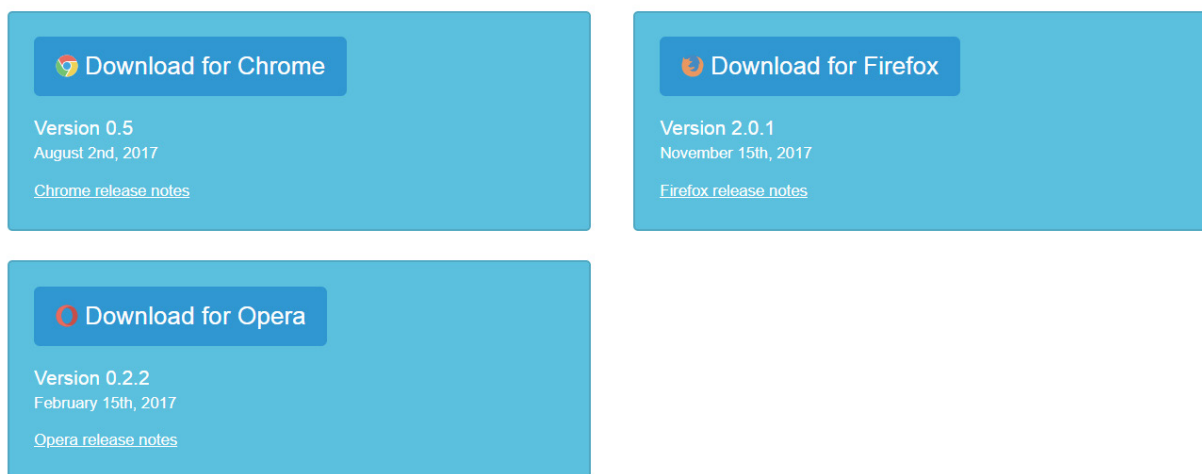 Download for Chrome
Version 0.5
August 2nd, 2017
Chrome release notes
Download for Firefox
Version 2.0.1
November 15th, 2017
Firefox release notes
Download for Opera
Version 0.2.2
February 15th, 2017
Opera release notes